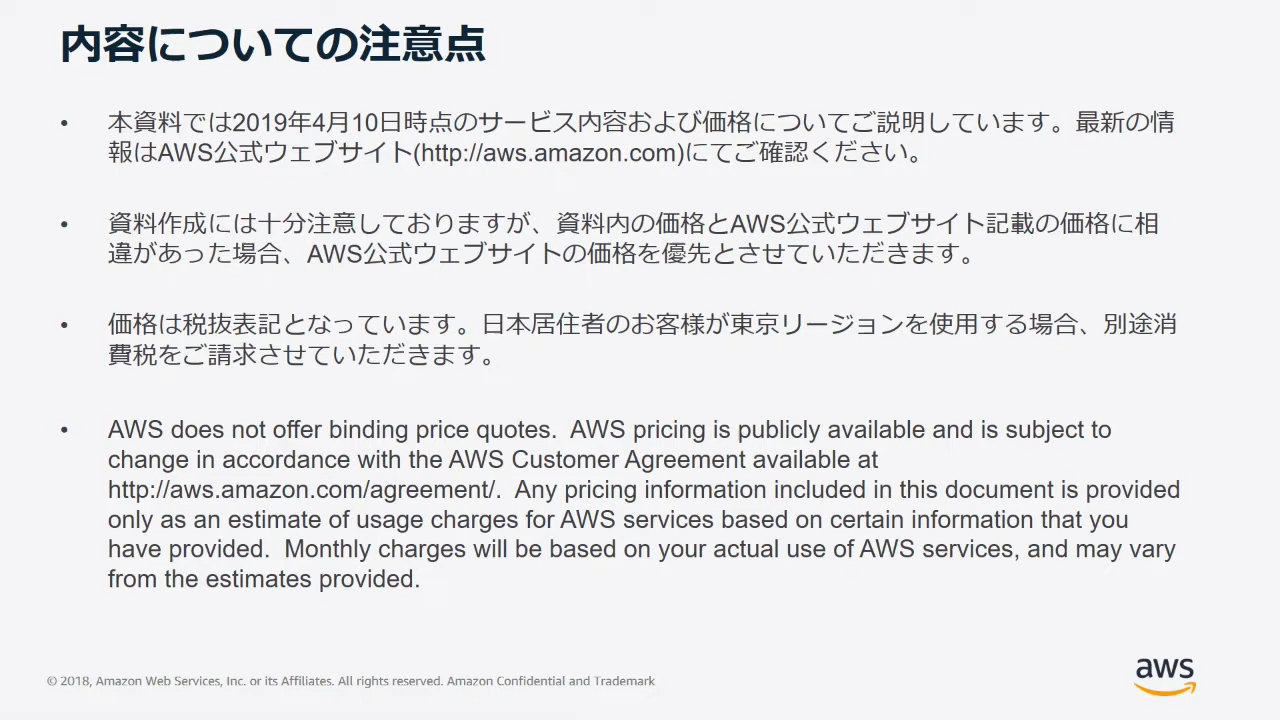 内容についての注意点
• 本資料では2019年4月10日時点のサービス内容および価格についてご説明しています。最新の情
報はAWS公式ウェブサイト(http://aws.amazon.com)にてご確認ください。
• 資料作成には十分注意しておりますが、資料内の価格とAWS公式ウェブサイト記載の価格に相
違があった場合、AWS公式ウェブサイトの価格を優先とさせていただきます。
• 価格は税抜表記となっています。日本居住者のお客様が東京リージョンを使用する場合、別途消
費税をご請求させていただきます。
• AWS does not offer binding price quotes.  AWS pricing is publicly available and is subject to
change in accordance with the AWS Customer Agreement available at
http://aws.amazon.com/agreement/.  Any pricing information included in this document is provided
only as an estimate of usage charges for AWS services based on certain information that you
have provided.  Monthly charges will be based on your actual use of AWS services, and may vary
from the estimates provided.
© 2018, Amazon Web Services, Inc. or its Affiliates. All rights reserved. Amazon Confidential and Trademark
aws